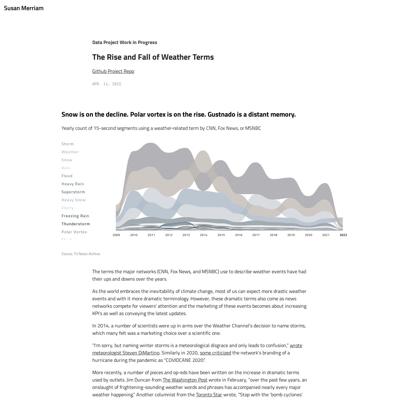 Susan Merriam
Data Project Work in Progress
The Rise and Fall of Weather Terms
Github Project Repo
APR. 14, 2022
Snow is on the decline. Polar vortex is on the rise. Gustnado is a distant memory.
Yearly count of 15-second segments using a weather-related term by CNN, Fox News, or MSNBC
Storm
Weather
Snow
Flood
Heavy Rain
Superstorm
Heavy Snow
Freezing Rain
Thunderstorm
Polar Vortex
2009 2010 2011 2012 2013 2014 2015 2016 2017 2018 2019 2020 2021 2022
Source: TV News Archive
The terms the major networks (CNN, Fox News, and MSNBC) use to describe weather events have had
their ups and downs over the years.
As the world embraces the inevitability of climate change, most of us can expect more drastic weather
events and with it more dramatic terminology. However, these dramatic terms also come as news
networks compete for viewers' attention and the marketing of these events becomes about increasing
KPI's as well as conveying the latest updates.
In 2014, a number of scientists were up in arms over the Weather Channel's decision to name storms,
which many felt was a marketing choice over a scientific one.
"I'm sorry, but naming winter storms is a meteorological disgrace and only leads to confusion," wrote
meteorologist Steven DiMartino. Similarly in 2020, some criticized the network's branding of a
hurricane during the pandemic as "COVIDCANE 2020"
More recently, a number of pieces and op-eds have been written on the increase in dramatic terms
used by outlets. Jim Duncan from The Washington Post wrote in February, "over the past few years, an
onslaught of frightening-sounding weather words and phrases has accompanied nearly every major
weather happening." Another columnist from the Toronto Star wrote, "Stop with the 'bomb cyclones'.